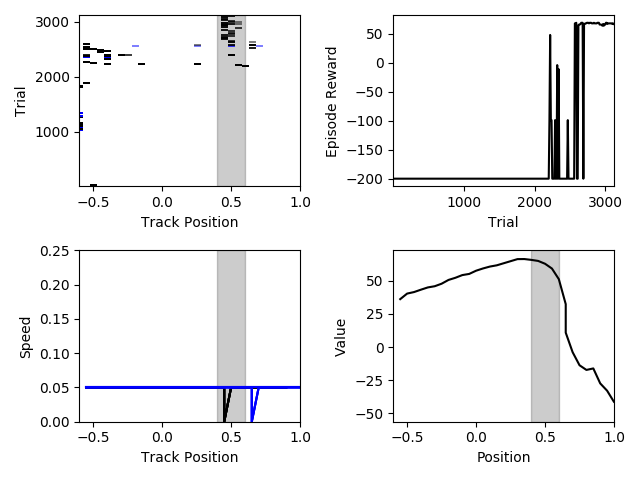 3000
2000
1000
Trial
−0.5 0.0 0.5 1.0
Track Position
50
0
−50
−100
−150
−200
Episode Reward
1000 2000 3000
Trial
0.25
0.20
0.15
0.10
0.05
0.00
Speed
−0.5 0.0 0.5 1.0
Track Position
50
25
0
−25
−50
Value
−0.5 0.0 0.5 1.0
Position